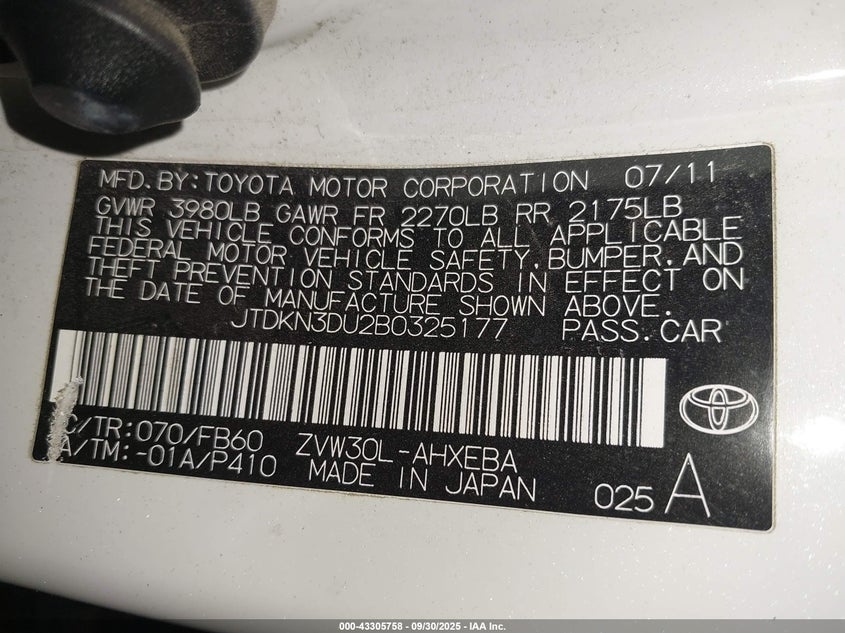 MFD.BY:TOYOTA MOTOR CORPORATION 07/11
GVWR 3980LB GAWR FR 2270LB RR 2175LB
THIS VEHICLE CONFORMS TO ALL APPLICABLE
FEDERAL MOTOR VEHICLE SAFETY,BUMPER,AND
THEFT PREVENTION STANDARDS IN EFFECT ON
THE DATE OF MANUFACTURE SHOWN ABOVE.
JTDKN3DU2B0325177 PASS.CAR
C/TR:070/FB60 ZVW30L-AHXEBA
A/TM:-01A/P410 MADE IN JAPAN 025 A
000-43305758 - 09/30/2025 - IAA Inc.